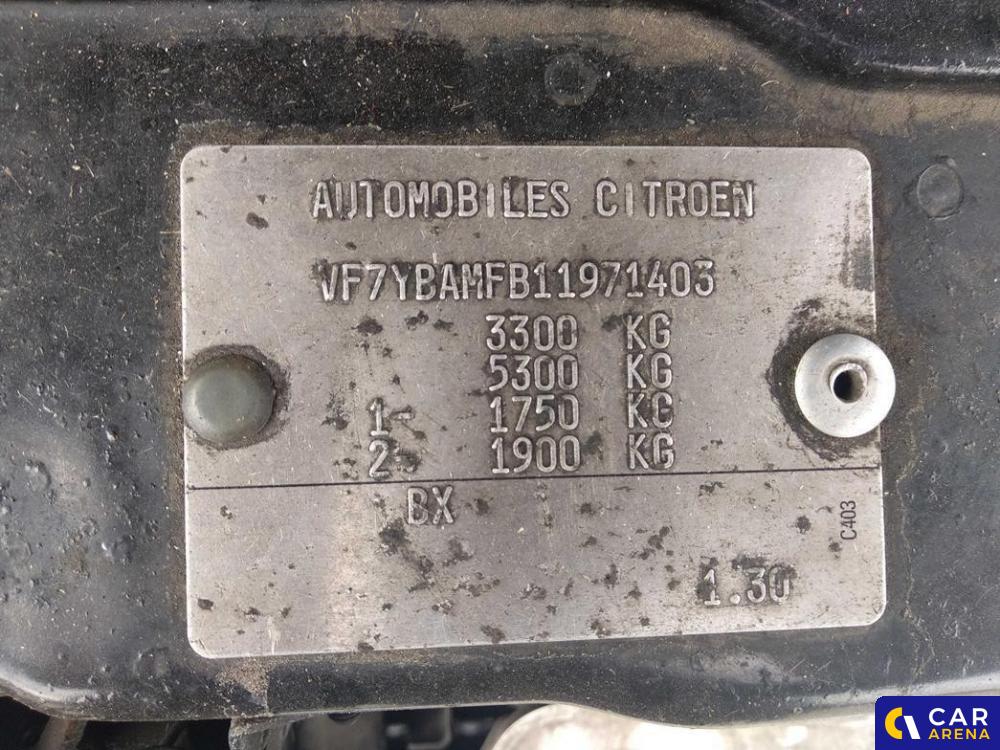 AUTOMOBILES CITROEN
VF7YBAMFB11971403
3300 KG
5300 KG
1- 1750 KG
2- 1900 KG
BX
C403
1.30
CAR
ARENA